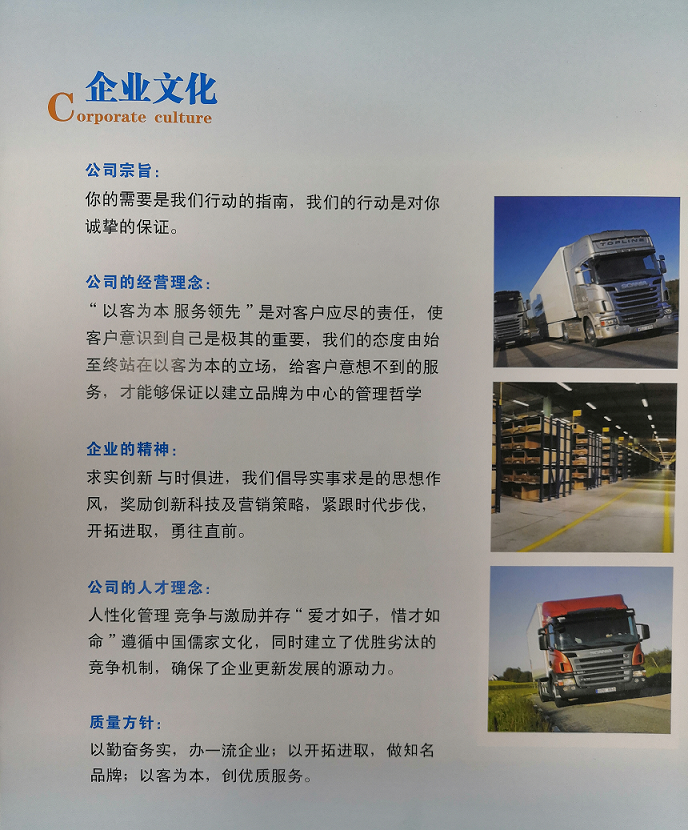 企业文化
Corporate culture
公司宗旨：
你的需要是我们行动的指南，我们的行动是对你
诚挚的保证。
公司的经营理念：
“以客为本 服务领先”是对客户应尽的责任，使
客户意识到自己是极其的重要，我们的态度由始
至终站在以客为本的立场，给客户意想不到的服
务，才能够保证以建立品牌为中心的管理哲学
企业的精神：
求实创新 与时俱进，我们倡导实事求是的思想作
风，奖励创新科技及营销策略，紧跟时代步伐，
开拓进取，勇往直前。
公司的人才理念：
人性化管理 竞争与激励并存“爱才如子，惜才如
命”遵循中国儒家文化，同时建立了优胜劣汰的
竞争机制，确保了企业更新发展的源动力。
质量方针：
以勤奋务实，办一流企业；以开拓进取，做知名
品牌；以客为本，创优质服务。
TOPLINE
SCANIA
SCANIA